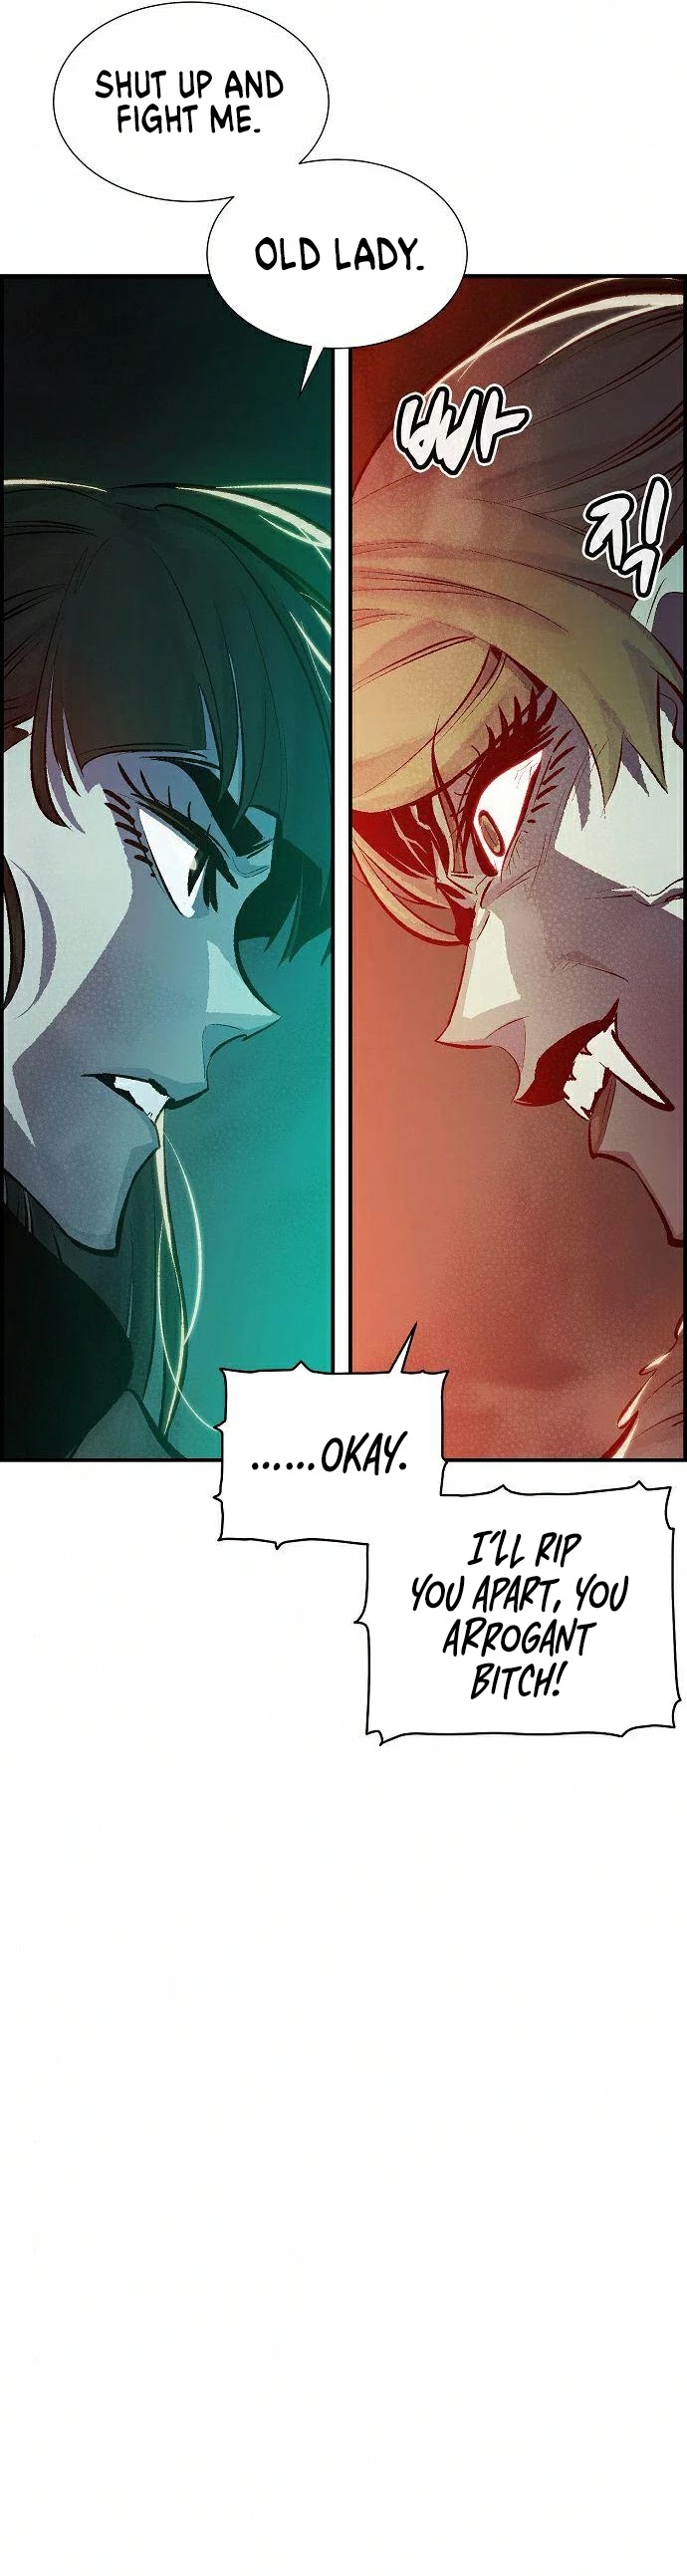 SHUT UP AND
FIGHT ME.
OLD LADY.
빠
직
......OKAY.
I'LL RIP
YOU APART, YOU
ARROGANT
BITCH!